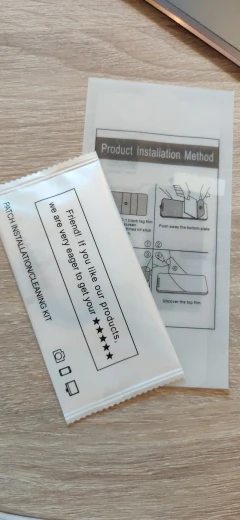 Product Installation Method
Push away the bottom plate
Uncover the top film
Friend! if you like our products,
we are very eager to get your ★★★★★
PATCH INSTALLATION/CLEANING KIT